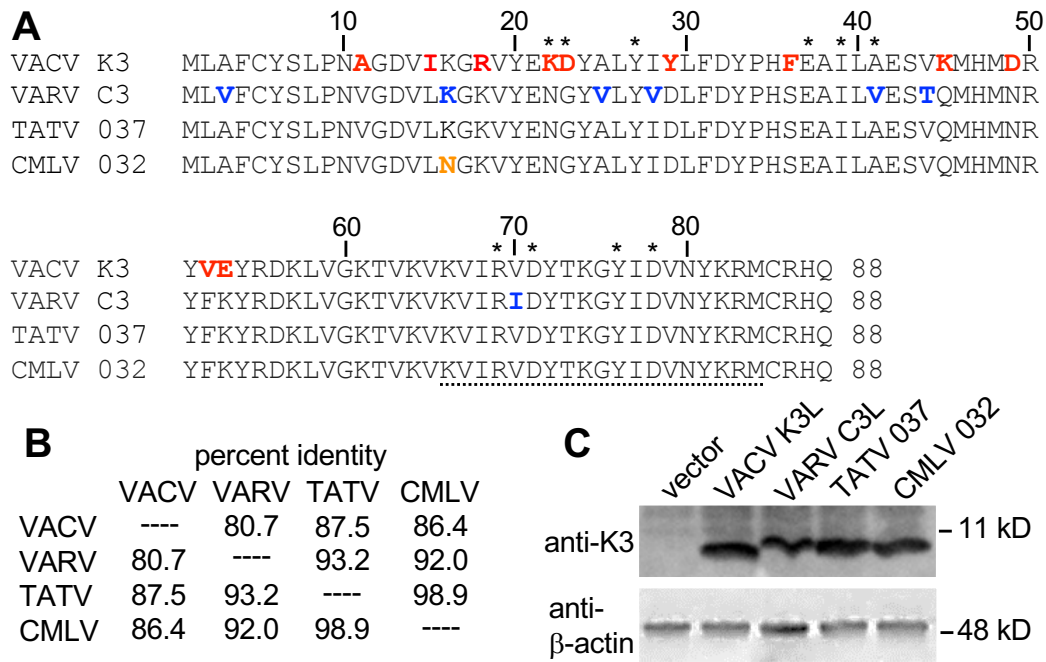 A
10 20 30 40 50
* * * * * *
VACV K3 MLAFCYSLPNAGDVIKGRVYEKDYALYIYLFDYPHFEAILAESVKMHMDR
VARV C3 MLVFCYSLPNVGDVLKGKVYENGYVLYVDLFDYPHSEAILVESTQMHMNR
TATV 037 MLAFCYSLPNVGDVLKGKVYENGYALYIDLFDYPHSEAILAESVQMHMNR
CMLV 032 MLAFCYSLPNVGDVLNGKVYENGYALYIDLFDYPHSEAILAESVQMHMNR
60 70 80
* * * *
VACV K3 YVEYRDKLVGKTVKVKVIRVDYTKGYIDVNYKRMCRHQ 88
VARV C3 YFKYRDKLVGKTVKVKVIRIDYTKGYIDVNYKRMCRHQ 88
TATV 037 YFKYRDKLVGKTVKVKVIRVDYTKGYIDVNYKRMCRHQ 88
CMLV 032 YFKYRDKLVGKTVKVKVIRVDYTKGYIDVNYKRMCRHQ 88
B
percent identity
VACV VARV TATV CMLV
VACV ---- 80.7 87.5 86.4
VARV 80.7 ---- 93.2 92.0
TATV 87.5 93.2 ---- 98.9
CMLV 86.4 92.0 98.9 ----
C
vector VACV K3L VARV C3L TATV 037 CMLV 032
anti-K3 – 11 kD
anti-
β-actin – 48 kD